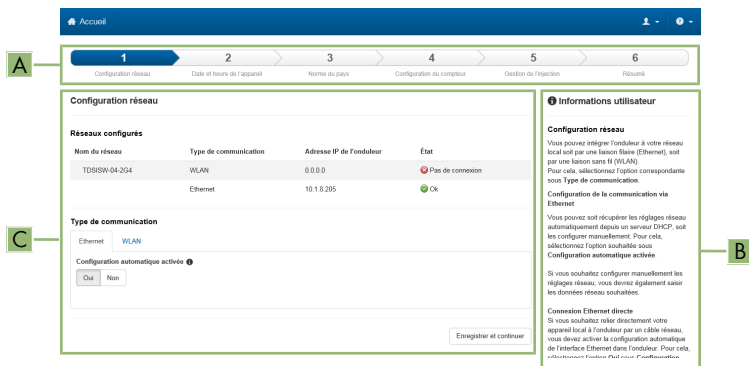 Accueil
1 2 3 4 5 6
Configuration réseau Date et heure de l'appareil Norme du pays Configuration du compteur Gestion de l'injection Résumé
A
Configuration réseau
Réseaux configurés
Nom du réseau Type de communication Adresse IP de l'onduleur État
TDSISW-04-2G4 WLAN 0.0.0.0 Pas de connexion
Ethernet 10.1.8.205 Ok
Type de communication
Ethernet WLAN
Configuration automatique activée
Oui Non
Enregistrer et continuer
C
Informations utilisateur
Configuration réseau
Vous pouvez intégrer l'onduleur à votre réseau
local soit par une liaison filaire (Ethernet), soit
par une liaison sans fil (WLAN).
Pour cela, sélectionnez l'option correspondante
sous Type de communication.
Configuration de la communication via
Ethernet
Vous pouvez soit récupérer les réglages réseau
automatiquement depuis un serveur DHCP, soit
les configurer manuellement. Pour cela,
sélectionnez l'option souhaitée sous
Configuration automatique activée.
Si vous souhaitez configurer manuellement les
réglages réseau, vous devrez également saisir
les données réseau souhaitées.
Connexion Ethernet directe
Si vous souhaitez relier directement votre
appareil local à l'onduleur par un câble réseau,
vous devez activer la configuration automatique
de l'interface Ethernet dans l'onduleur. Pour cela,
sélectionnez l'option Oui sous Configuration
B